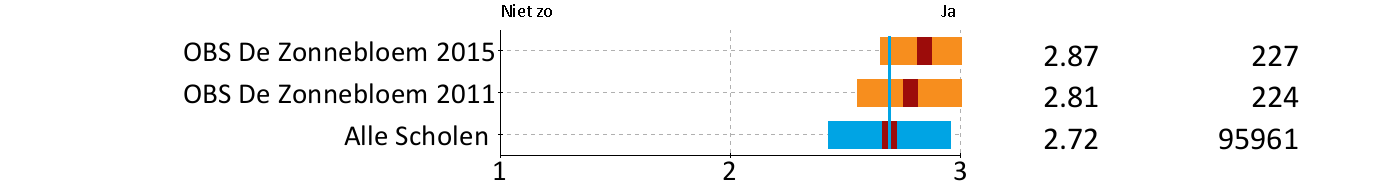 Niet zo Ja
OBS De Zonnebloem 2015 2.87 227
OBS De Zonnebloem 2011 2.81 224
Alle Scholen 2.72 95961
1 2 3